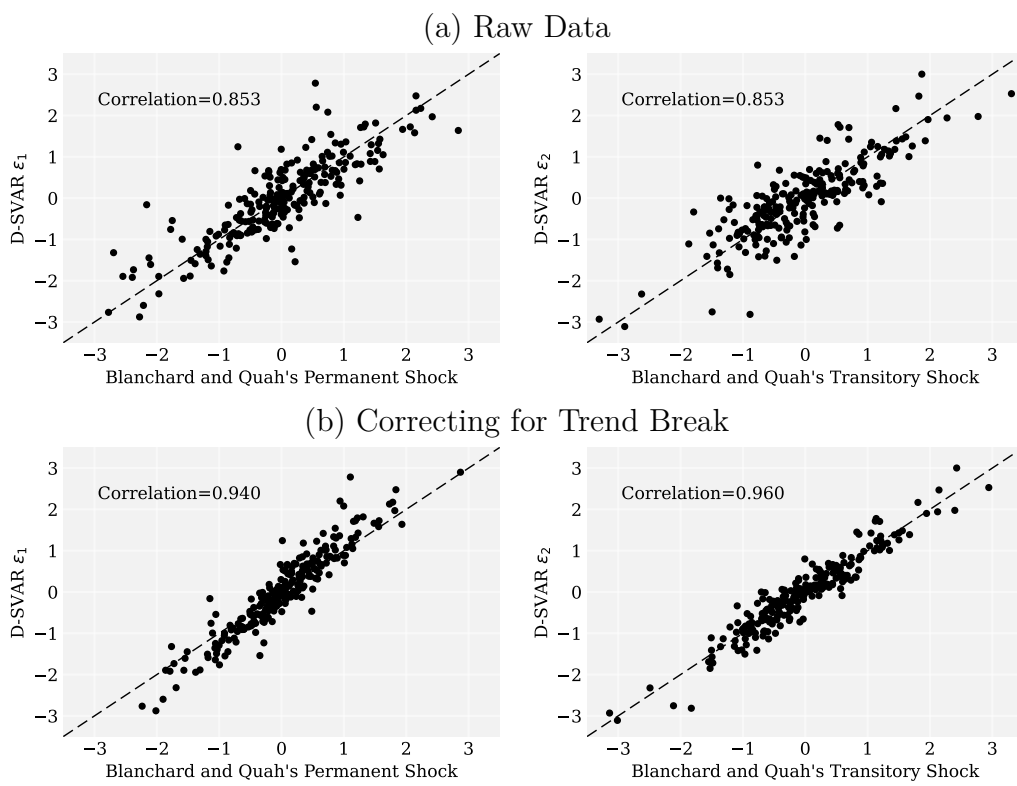 (a) Raw Data
3
2
1
0
−1
−2
−3
D-SVAR ε₁
Correlation=0.853
−3 −2 −1 0 1 2 3
Blanchard and Quah's Permanent Shock
3
2
1
0
−1
−2
−3
D-SVAR ε₂
Correlation=0.853
−3 −2 −1 0 1 2 3
Blanchard and Quah's Transitory Shock
(b) Correcting for Trend Break
3
2
1
0
−1
−2
−3
D-SVAR ε₁
Correlation=0.940
−3 −2 −1 0 1 2 3
Blanchard and Quah's Permanent Shock
3
2
1
0
−1
−2
−3
D-SVAR ε₂
Correlation=0.960
−3 −2 −1 0 1 2 3
Blanchard and Quah's Transitory Shock